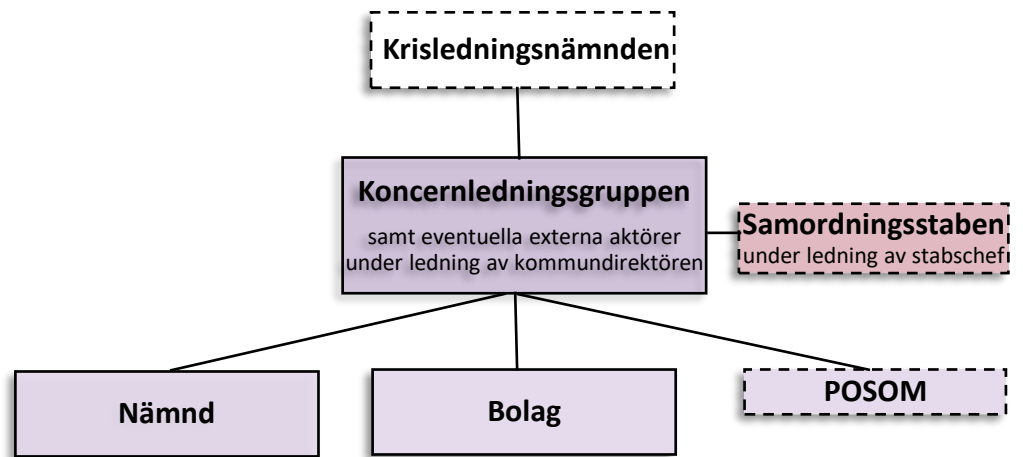 Krisledningsnämnden
Koncernledningsgruppen
samt eventuella externa aktörer
under ledning av kommundirektören
Samordningsstaben
under ledning av stabschef
Nämnd
Bolag
POSOM